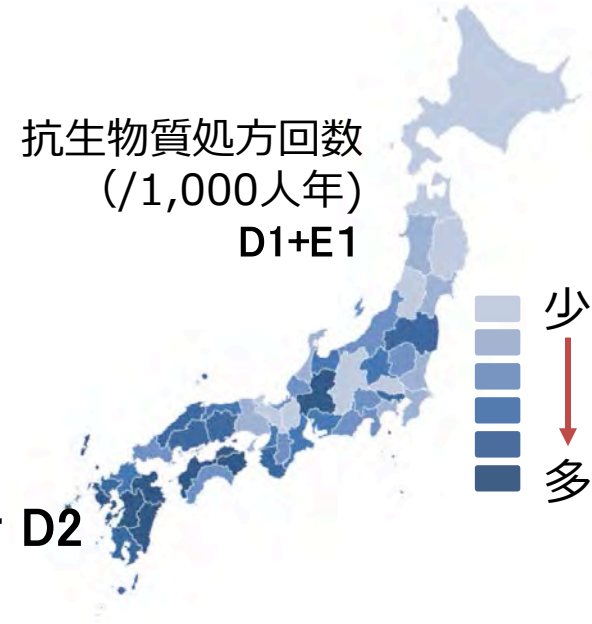 抗生物質処方回数
（/1,000人年)
D1+E1
少
多
D2